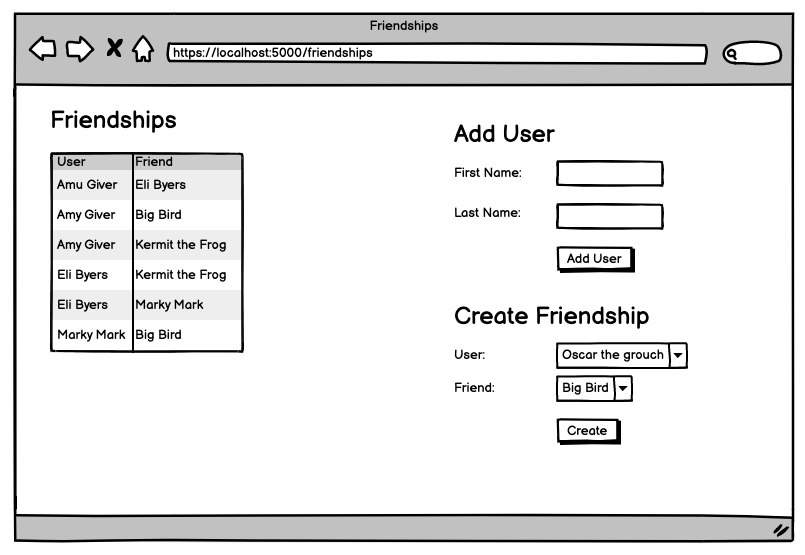 Friendships
https://localhost:5000/friendships
Friendships
User Friend
Amu Giver Eli Byers
Amy Giver Big Bird
Amy Giver Kermit the Frog
Eli Byers Kermit the Frog
Eli Byers Marky Mark
Marky Mark Big Bird
Add User
First Name:
Last Name:
Add User
Create Friendship
User: Oscar the grouch
Friend: Big Bird
Create